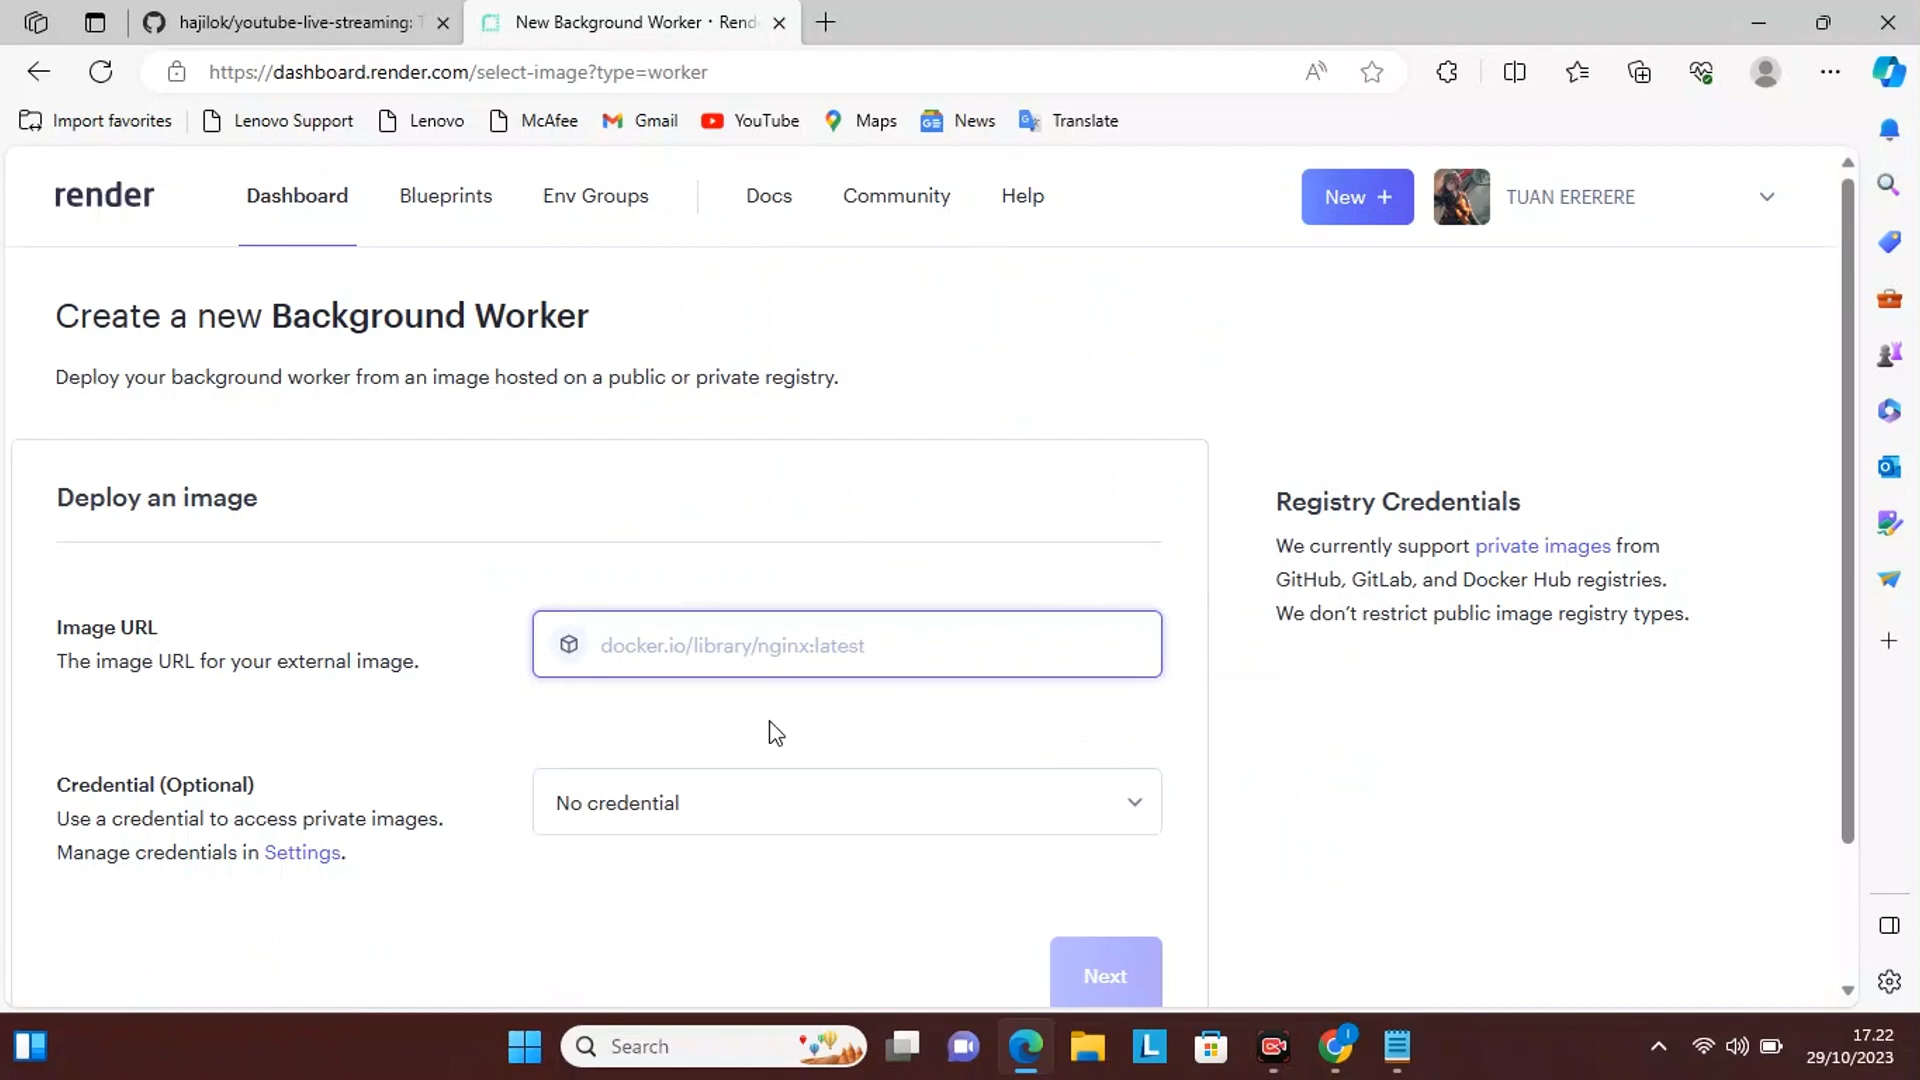 hajilok/youtube-live-streaming: T
New Background Worker · Rend
https://dashboard.render.com/select-image?type=worker
Import favorites
Lenovo Support
Lenovo
McAfee
Gmail
YouTube
Maps
News
Translate
render
Dashboard
Blueprints
Env Groups
Docs
Community
Help
New +
TUAN ERERERE
Create a new Background Worker
Deploy your background worker from an image hosted on a public or private registry.
Deploy an image
Image URL
The image URL for your external image.
docker.io/library/nginx:latest
Credential (Optional)
Use a credential to access private images.
Manage credentials in Settings.
No credential
Next
Registry Credentials
We currently support private images from
GitHub, GitLab, and Docker Hub registries.
We don't restrict public image registry types.
Search
17.22
29/10/2023